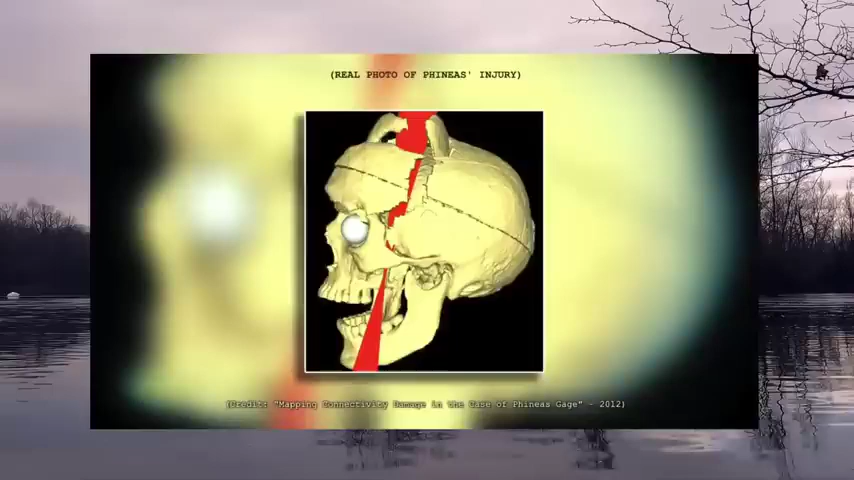 (REAL PHOTO OF PHINEAS' INJURY)
(Credit: "Mapping Connectivity Damage in the Case of Phineas Gage" - 2012)